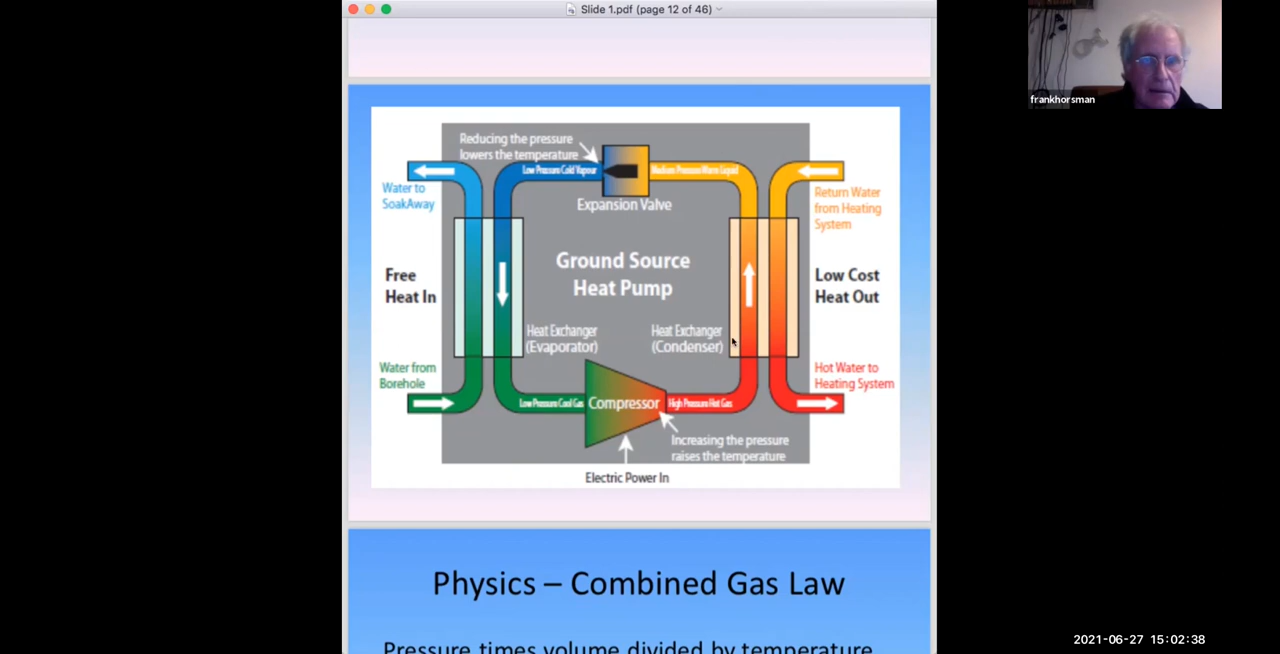 Slide 1.pdf (page 12 of 46)
frankhorsman
Reducing the pressure
lowers the temperature
Low Pressure Cold Vapour
Medium Pressure Warm Liquid
Water to
SoakAway
Expansion Valve
Return Water
from Heating
System
Free
Heat In
Ground Source
Heat Pump
Low Cost
Heat Out
Heat Exchanger
(Evaporator)
Heat Exchanger
(Condenser)
Water from
Borehole
Hot Water to
Heating System
Low Pressure Cool Gas
Compressor
High Pressure Hot Gas
Increasing the pressure
raises the temperature
Electric Power In
Physics – Combined Gas Law
Pressure times volume divided by temperature
2021-06-27 15:02:38